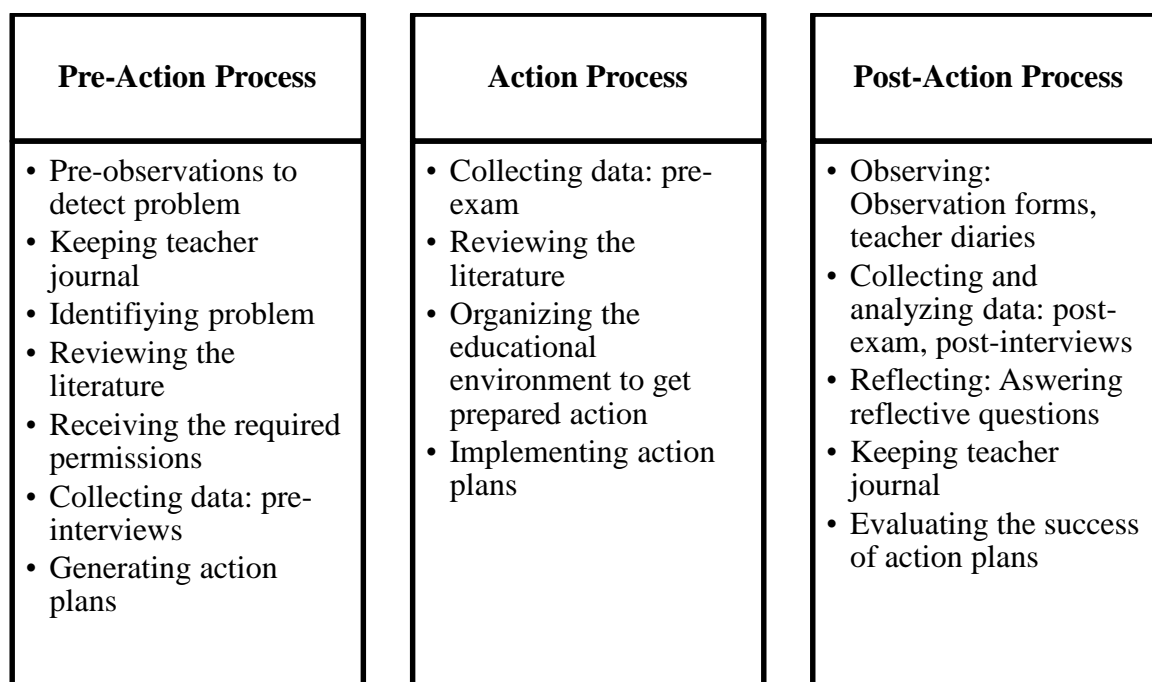 Pre-Action Process
• Pre-observations to
detect problem
• Keeping teacher
journal
• Identifiying problem
• Reviewing the
literature
• Receiving the required
permissions
• Collecting data: pre-
interviews
• Generating action
plans
Action Process
• Collecting data: pre-
exam
• Reviewing the
literature
• Organizing the
educational
environment to get
prepared action
• Implementing action
plans
Post-Action Process
• Observing:
Observation forms,
teacher diaries
• Collecting and
analyzing data: post-
exam, post-interviews
• Reflecting: Aswering
reflective questions
• Keeping teacher
journal
• Evaluating the success
of action plans